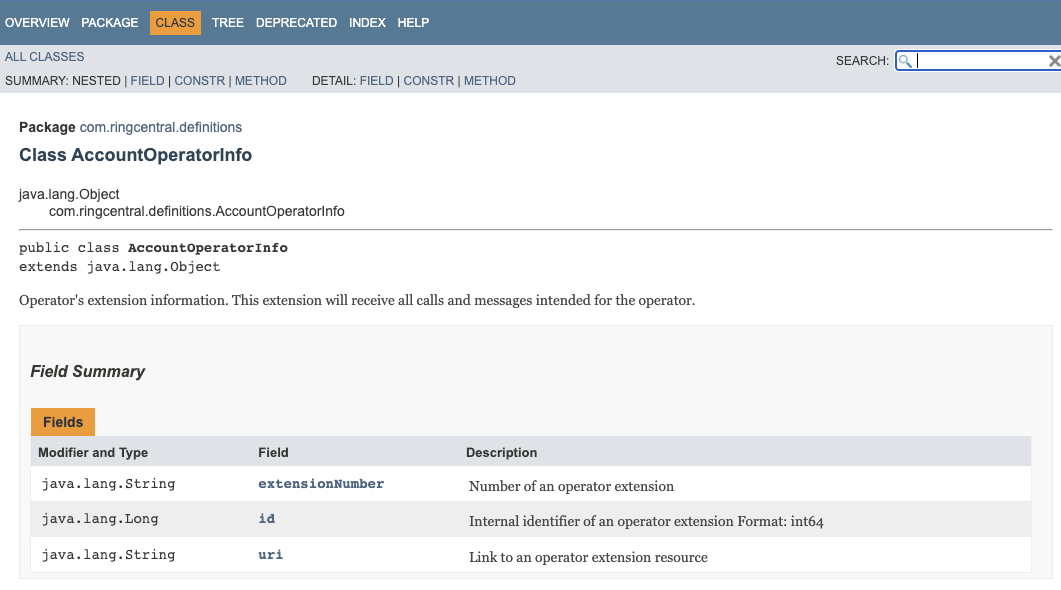 OVERVIEW PACKAGE CLASS TREE DEPRECATED INDEX HELP
ALL CLASSES
SEARCH:
SUMMARY: NESTED | FIELD | CONSTR | METHOD DETAIL: FIELD | CONSTR | METHOD
Package com.ringcentral.definitions
Class AccountOperatorInfo
java.lang.Object
com.ringcentral.definitions.AccountOperatorInfo
public class AccountOperatorInfo
extends java.lang.Object
Operator's extension information. This extension will receive all calls and messages intended for the operator.
Field Summary
Fields
Modifier and Type Field Description
java.lang.String extensionNumber Number of an operator extension
java.lang.Long id Internal identifier of an operator extension Format: int64
java.lang.String uri Link to an operator extension resource